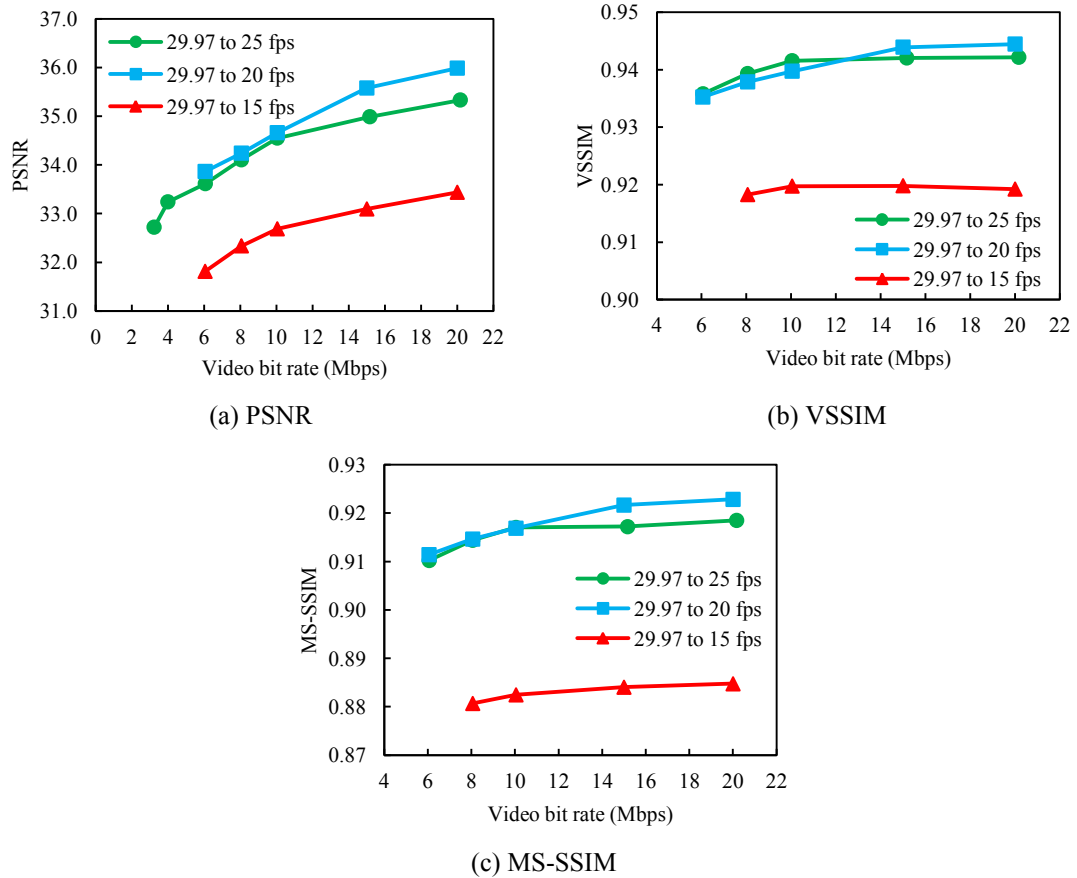 37.0
36.0
35.0
34.0
33.0
32.0
31.0
PSNR
29.97 to 25 fps
29.97 to 20 fps
29.97 to 15 fps
0 2 4 6 8 10 12 14 16 18 20 22
Video bit rate (Mbps)
(a) PSNR
0.95
0.94
0.93
0.92
0.91
0.90
VSSIM
29.97 to 25 fps
29.97 to 20 fps
29.97 to 15 fps
4 6 8 10 12 14 16 18 20 22
Video bit rate (Mbps)
(b) VSSIM
0.93
0.92
0.91
0.90
0.89
0.88
0.87
MS-SSIM
29.97 to 25 fps
29.97 to 20 fps
29.97 to 15 fps
4 6 8 10 12 14 16 18 20 22
Video bit rate (Mbps)
(c) MS-SSIM